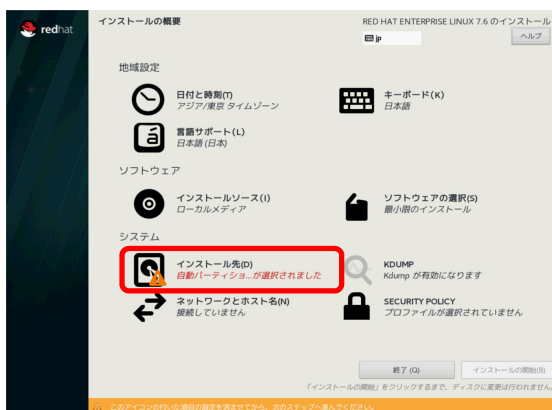 redhat
インストールの概要
RED HAT ENTERPRISE LINUX 7.6 のインストール
jp
ヘルプ
地域設定
日付と時刻(T)
アジア/東京 タイムゾーン
キーボード(K)
日本語
言語サポート(L)
日本語 (日本)
ソフトウェア
インストールソース(I)
ローカルメディア
ソフトウェアの選択(S)
最小限のインストール
システム
インストール先(D)
自動パーティショ...が選択されました
KDUMP
Kdump が有効になります
ネットワークとホスト名(N)
接続していません
SECURITY POLICY
プロファイルが選択されていません
終了 (Q)
インストールの開始(B)
「インストールの開始」をクリックするまで、ディスクに変更は行われません。
このアイコンの付いた項目の設定を済ませてから、次のステップへ進んでください。